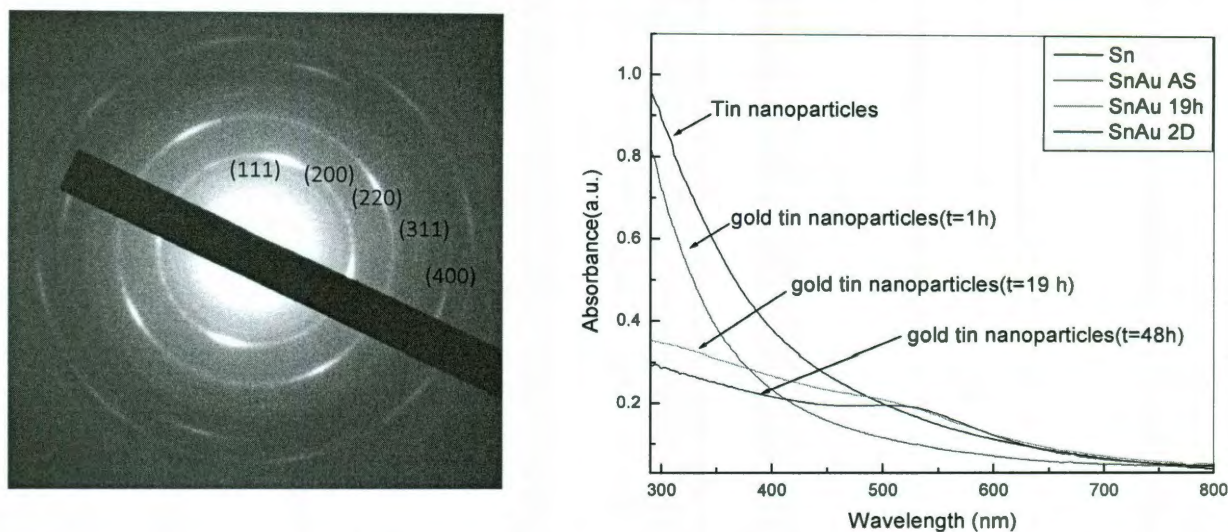 (111)
(200)
(220)
(311)
(400)
Sn
SnAu AS
SnAu 19h
SnAu 2D
Tin nanoparticles
gold tin nanoparticles(t=1h)
gold tin nanoparticles(t=19 h)
gold tin nanoparticles(t=48h)
Absorbance(a.u.)
1.0
0.8
0.6
0.4
0.2
300 400 500 600 700 800
Wavelength (nm)